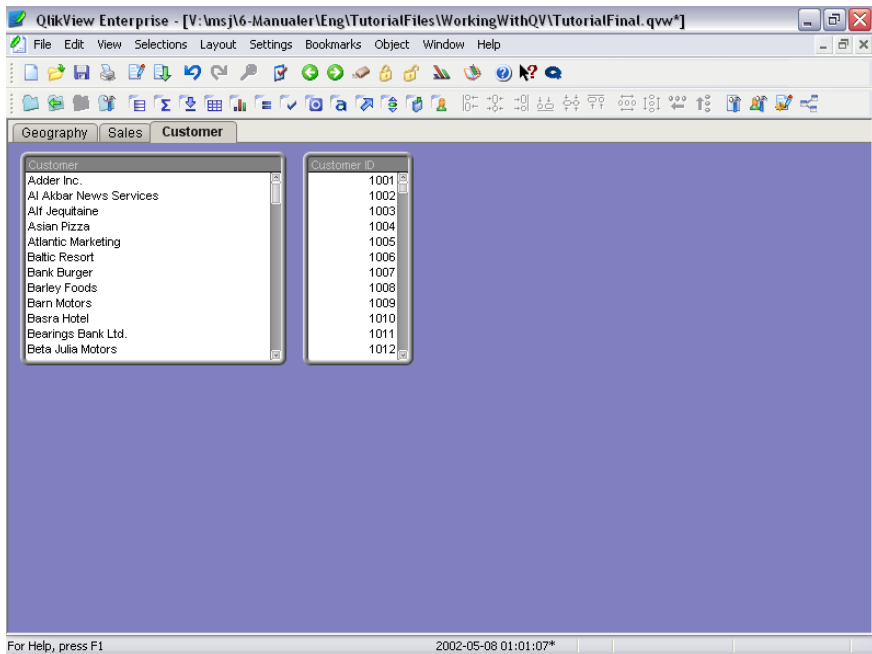 QlikView Enterprise - [V:\msj\6-Manualer\Eng\TutorialFiles\WorkingWithQV\TutorialFinal.qvw*]
File Edit View Selections Layout Settings Bookmarks Object Window Help
Geography Sales Customer
Customer
Adder Inc.
Al Akbar News Services
Alf Jequitaine
Asian Pizza
Atlantic Marketing
Baltic Resort
Bank Burger
Barley Foods
Barn Motors
Basra Hotel
Bearings Bank Ltd.
Beta Julia Motors
Customer ID
1001
1002
1003
1004
1005
1006
1007
1008
1009
1010
1011
1012
For Help, press F1
2002-05-08 01:01:07*